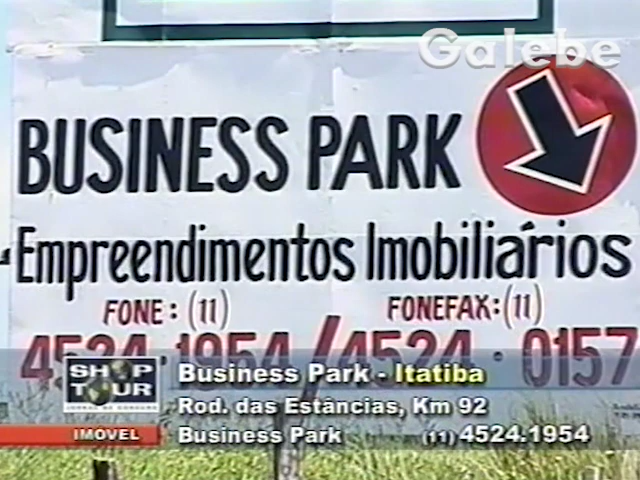 Galebe
BUSINESS PARK
Empreendimentos Imobiliários
FONE: (11) FONEFAX: (11)
4524.1954 / 4524.0157
SHOP TOUR
Business Park - Itatiba
Rod. das Estâncias, Km 92
IMOVEL
Business Park (11) 4524.1954